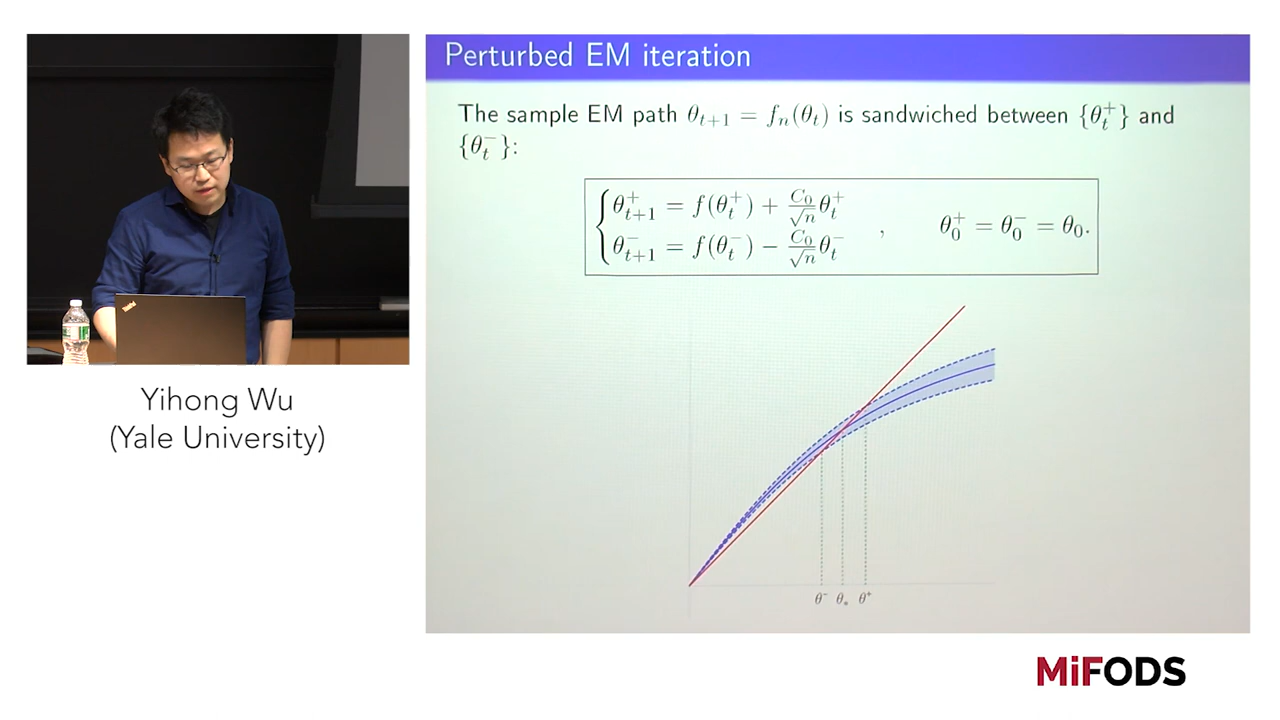 Perturbed EM iteration
The sample EM path θ_{t+1} = f_n(θ_t) is sandwiched between {θ_t^+} and
{θ_t^-}:
θ_{t+1}^+ = f(θ_t^+) + C_0/√n θ_t^+
θ_{t+1}^- = f(θ_t^-) − C_0/√n θ_t^-
, θ_0^+ = θ_0^- = θ_0.
θ^- θ_* θ^+
Yihong Wu
(Yale University)
MiFODS